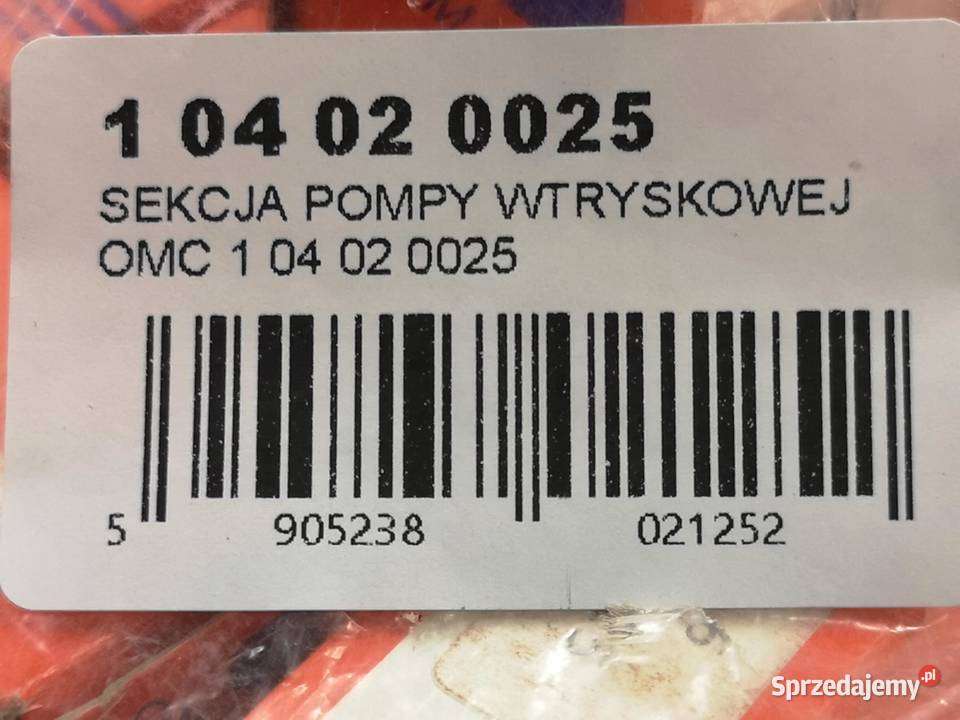 1 04 02 0025
SEKCJA POMPY WTRYSKOWEJ
OMC 1 04 02 0025
5 905238 021252
Sprzedajemy.pl